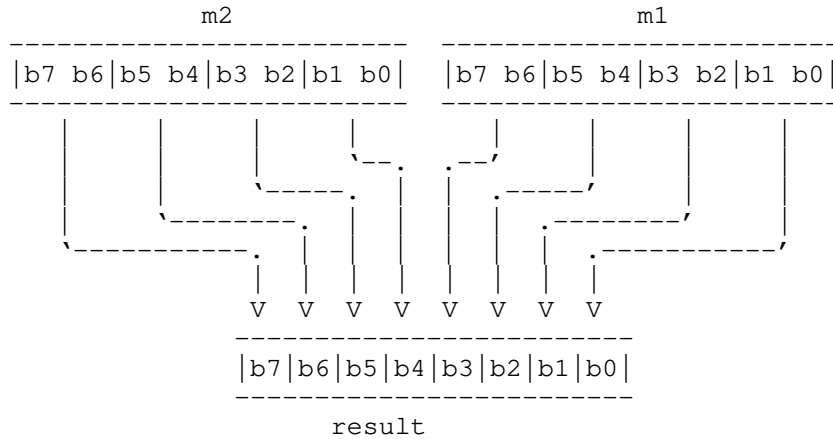 m2 m1
|b7 b6|b5 b4|b3 b2|b1 b0| |b7 b6|b5 b4|b3 b2|b1 b0|
V V V V V V V V
|b7|b6|b5|b4|b3|b2|b1|b0|
result